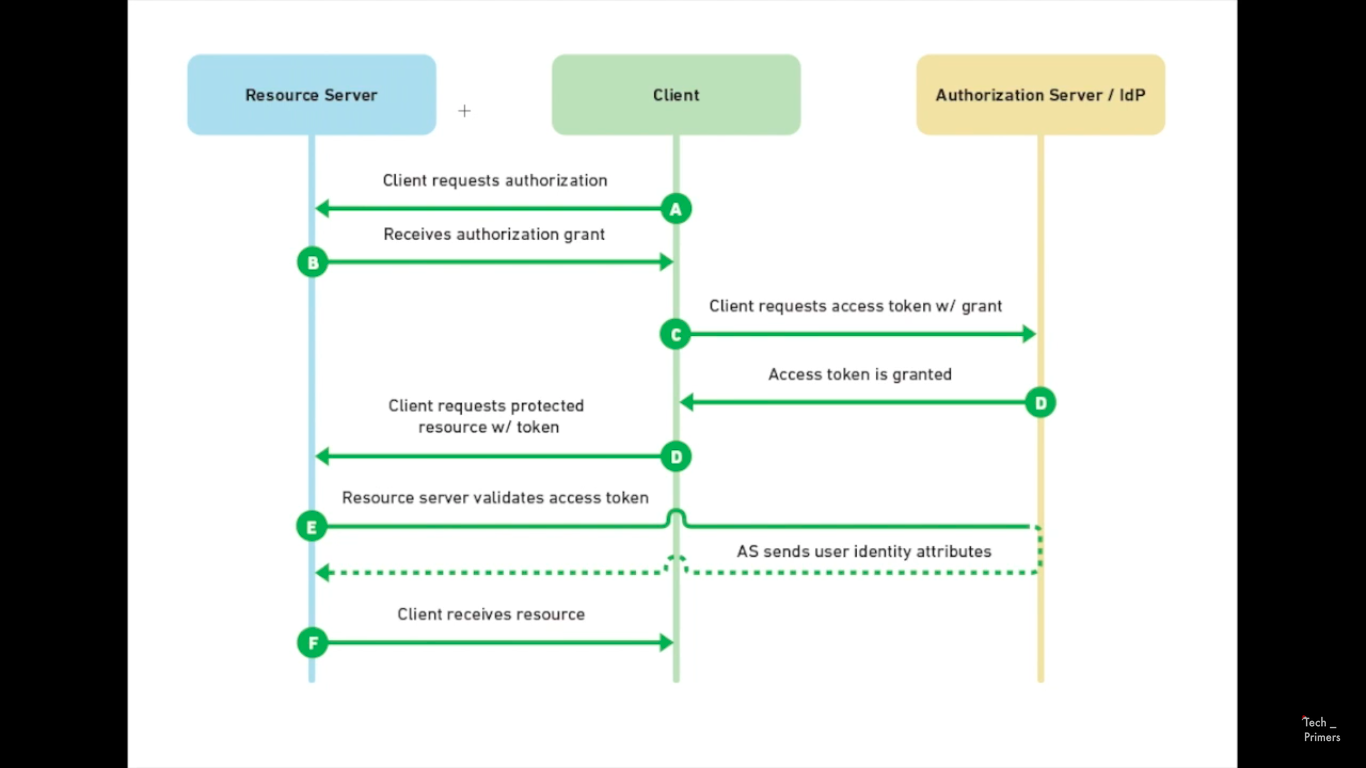 Resource Server
Client
Authorization Server / IdP
Client requests authorization
A
Receives authorization grant
B
Client requests access token w/ grant
C
Access token is granted
D
Client requests protected
resource w/ token
D
Resource server validates access token
E
AS sends user identity attributes
Client receives resource
F
Tech _
Primers